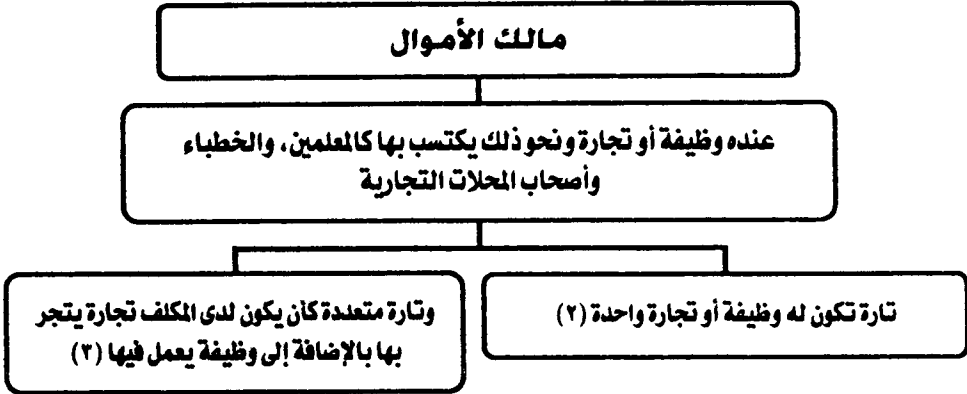 مالك الأموال
عنده وظيفة أو تجارة ونحو ذلك يكتسب بها كالمعلمين، والخطباء
وأصحاب المحلات التجارية
تارة تكون له وظيفة أو تجارة واحدة (٢)
وتارة متعددة كأن يكون لدى المكلف تجارة يتجر
بها بالإضافة إلى وظيفة يعمل فيها (٣)